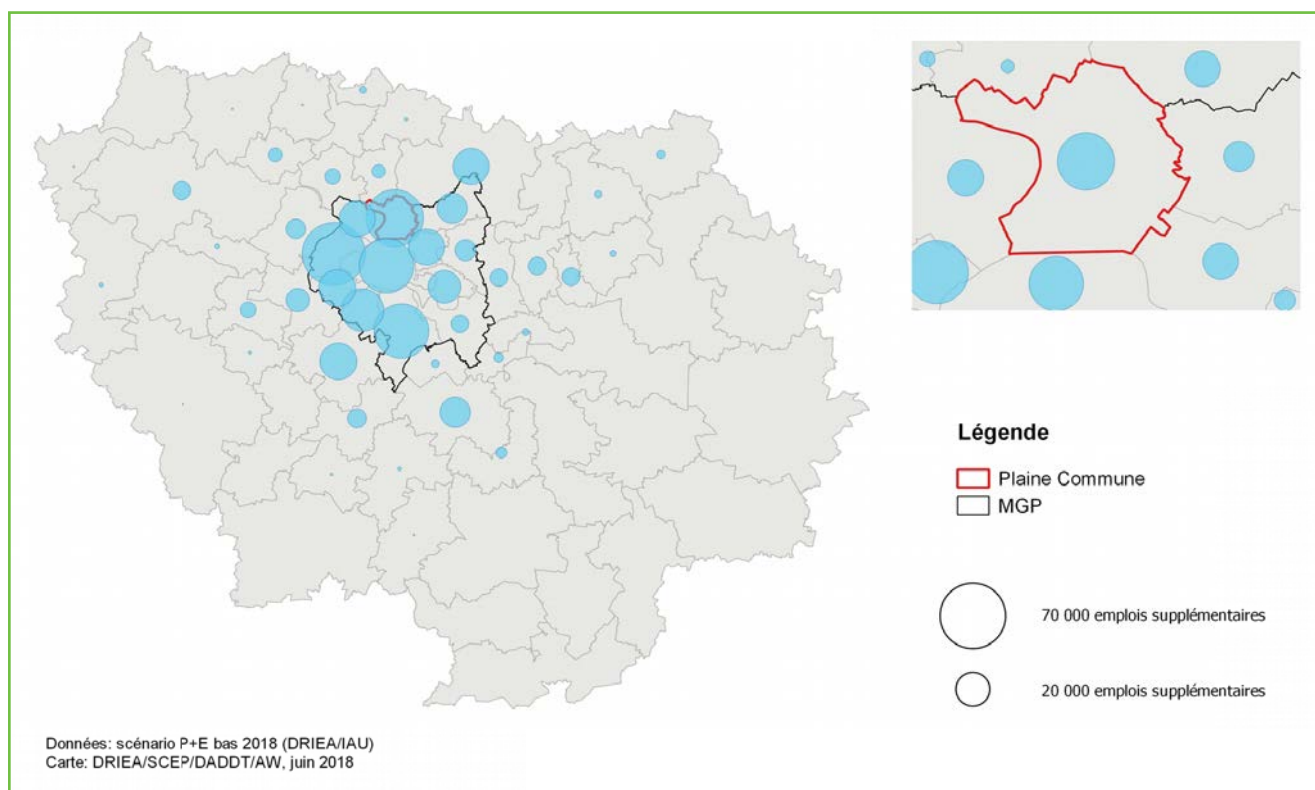 Légende
Plaine Commune
MGP
70 000 emplois supplémentaires
20 000 emplois supplémentaires
Données: scénario P+E bas 2018 (DRIEA/IAU)
Carte: DRIEA/SCEP/DADDT/AW, juin 2018